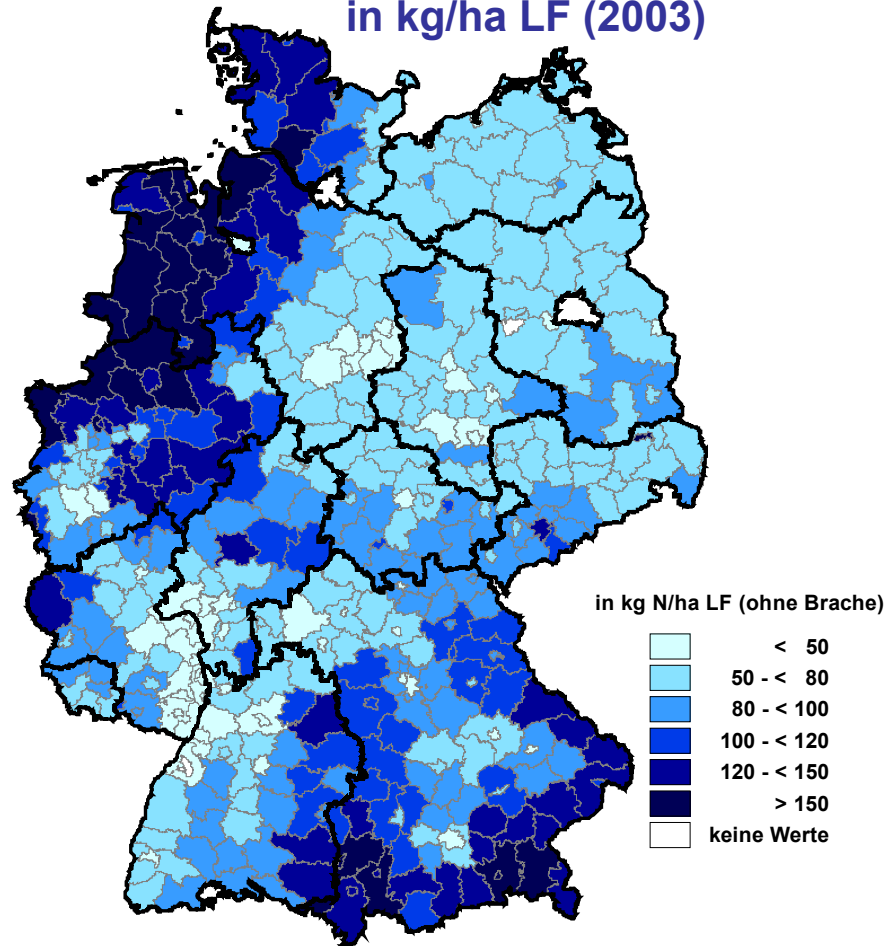 in kg/ha LF (2003)
in kg N/ha LF (ohne Brache)
< 50
50 - < 80
80 - < 100
100 - < 120
120 - < 150
> 150
keine Werte